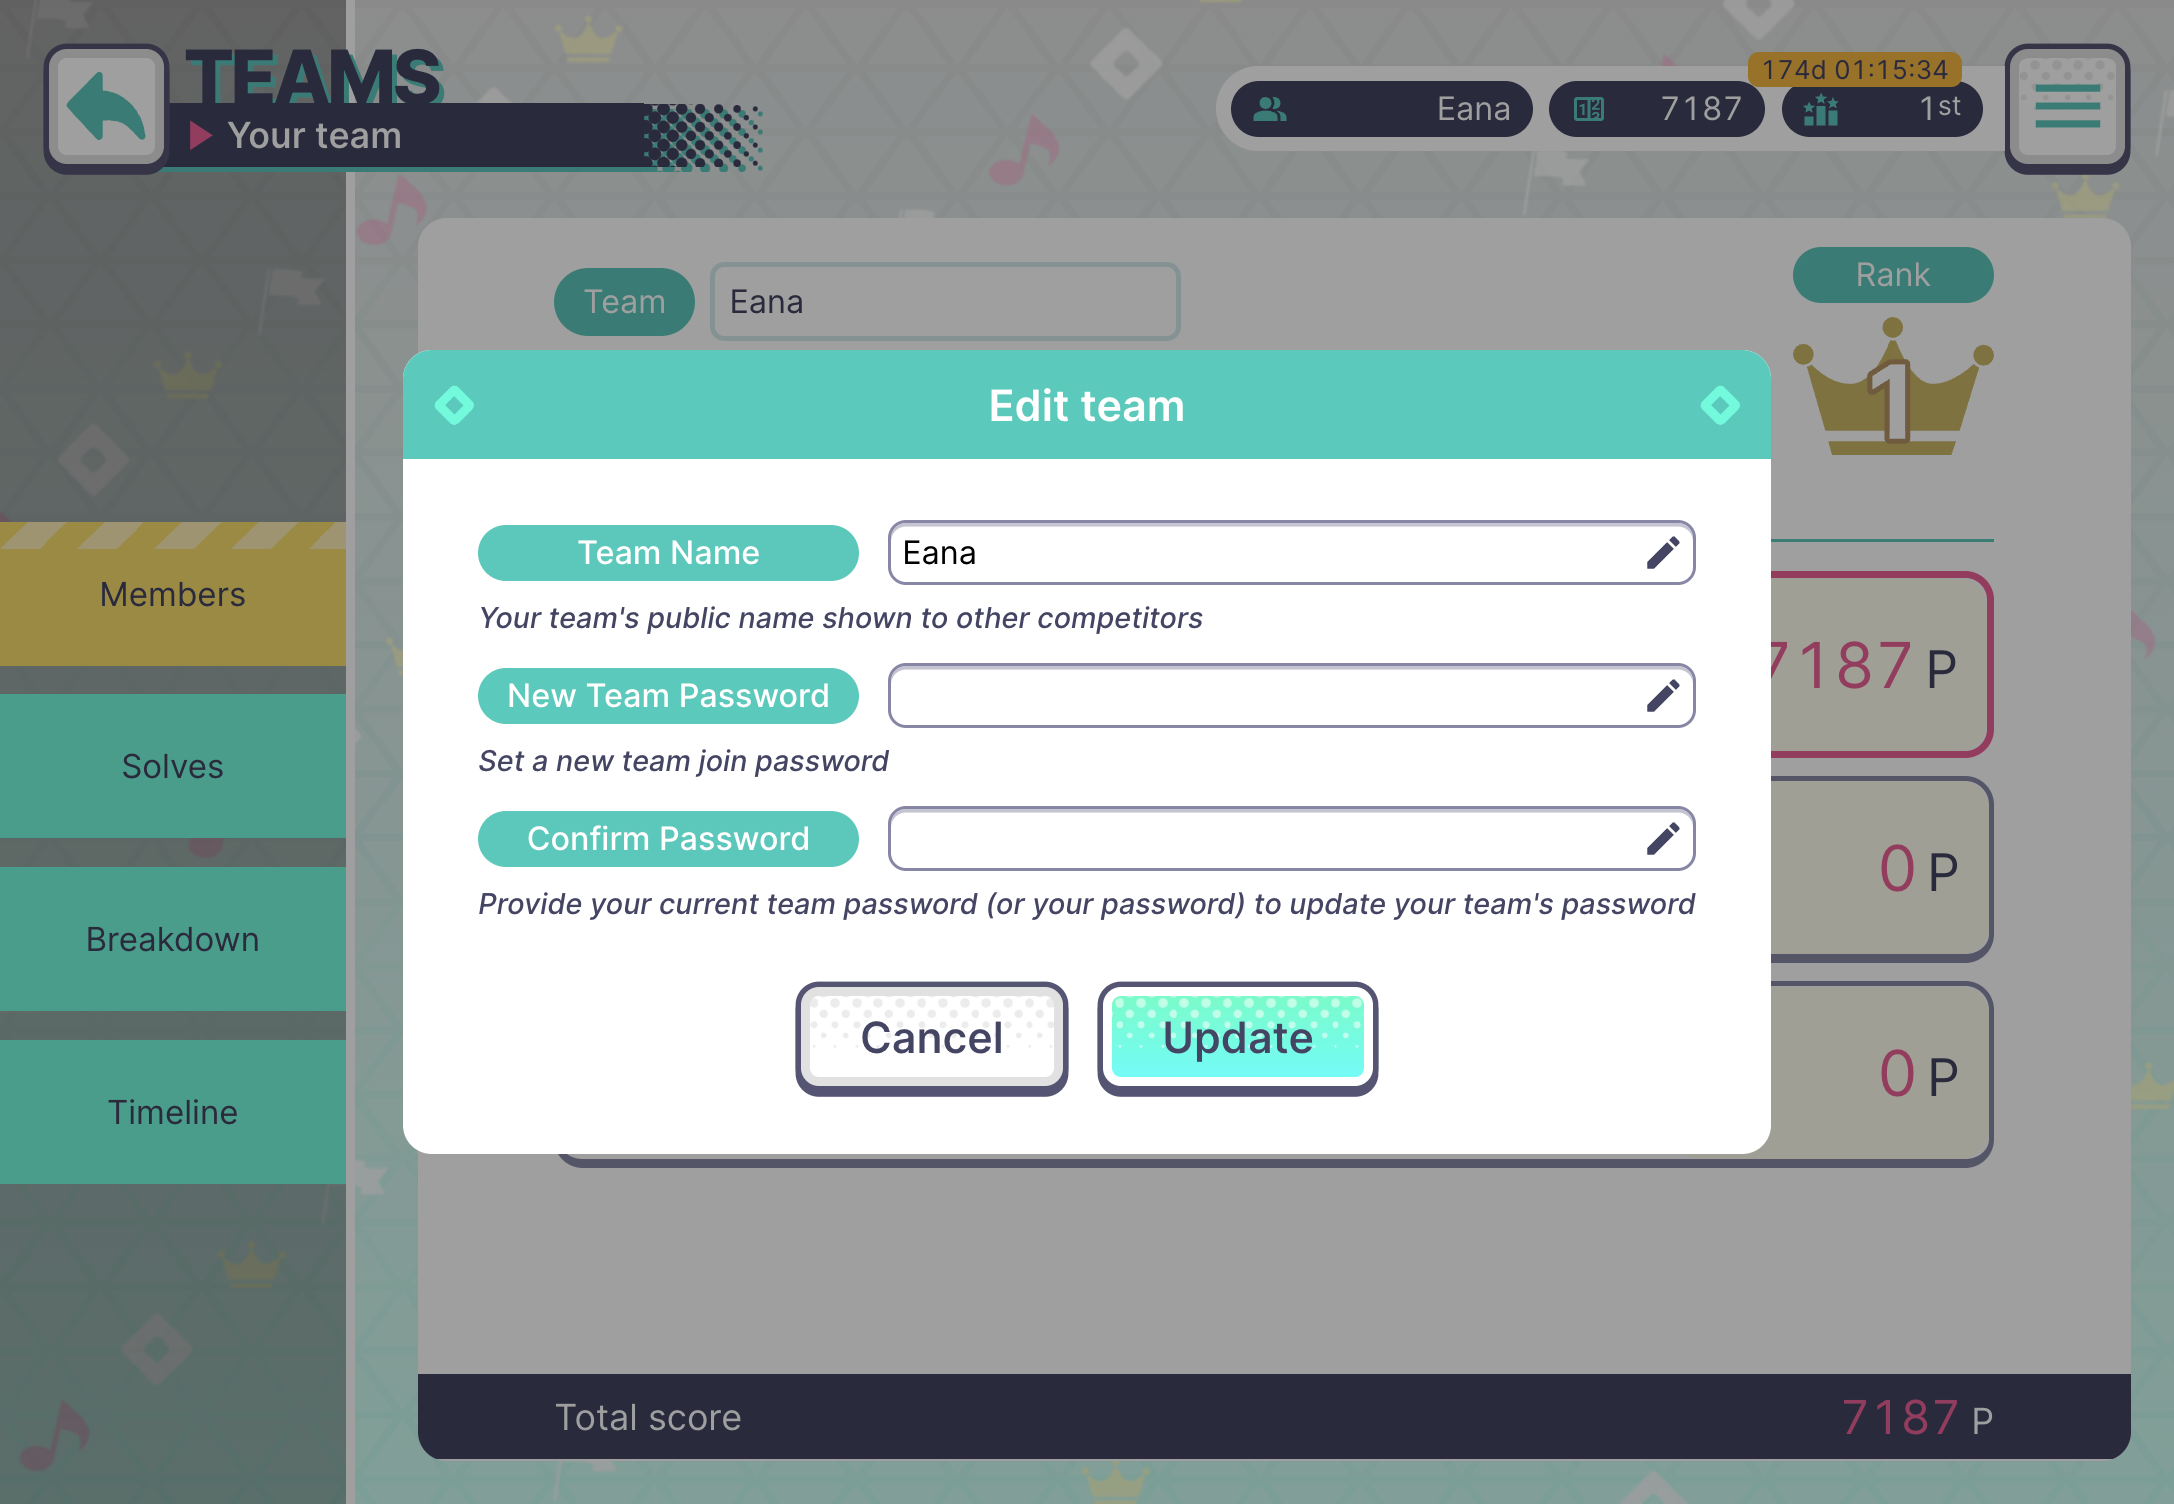 TEAMS
Your team
174d 01:15:34
Eana
7187
1st
Team
Eana
Rank
1
Edit team
Team Name
Eana
Your team's public name shown to other competitors
New Team Password
Set a new team join password
Confirm Password
Provide your current team password (or your password) to update your team's password
Cancel
Update
Members
Solves
Breakdown
Timeline
7187 P
0 P
0 P
Total score
7187 P